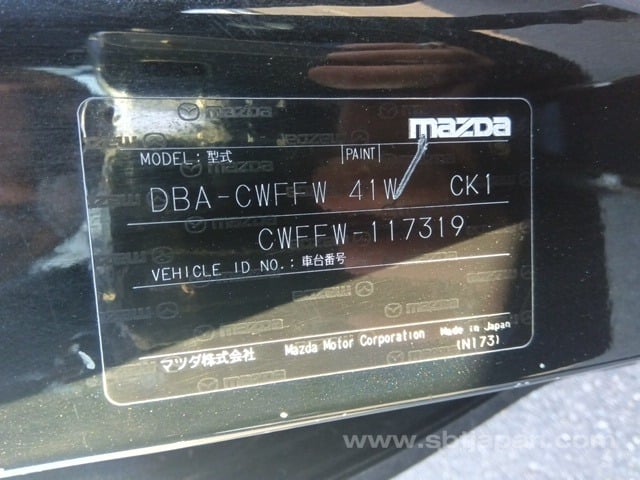 mazda
MODEL: 型式 PAINT
DBA-CWFFW 41W CK1
CWFFW-117319
VEHICLE ID NO.: 車台番号
マツダ株式会社 Mazda Motor Corporation Made in Japan
(N173)
www.sbijapan.com